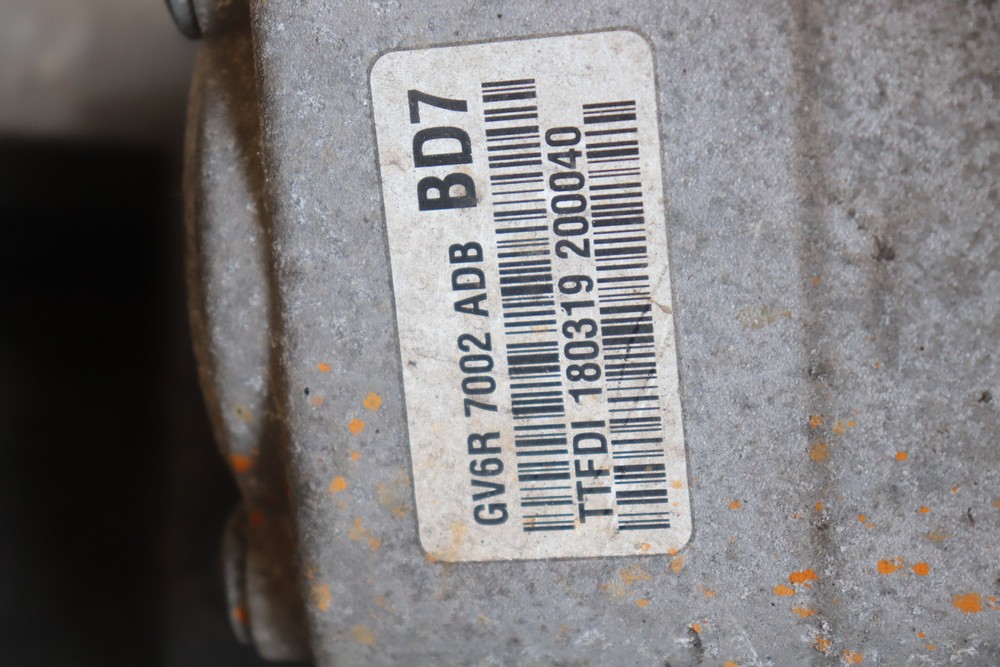 GV6R 7002 ADB BD7
TTFDI 180319 200040